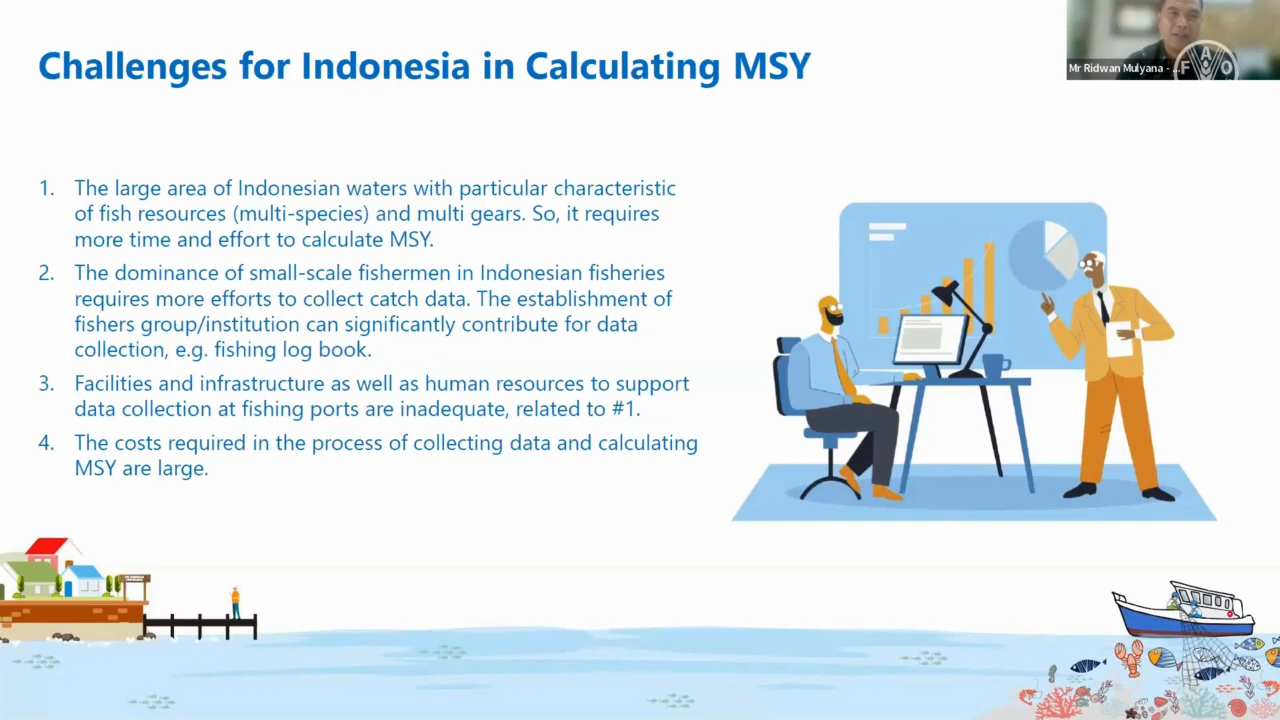 Challenges for Indonesia in Calculating MSY
Mr Ridwan Mulyana - ...
F A O
1. The large area of Indonesian waters with particular characteristic
of fish resources (multi-species) and multi gears. So, it requires
more time and effort to calculate MSY.
2. The dominance of small-scale fishermen in Indonesian fisheries
requires more efforts to collect catch data. The establishment of
fishers group/institution can significantly contribute for data
collection, e.g. fishing log book.
3. Facilities and infrastructure as well as human resources to support
data collection at fishing ports are inadequate, related to #1.
4. The costs required in the process of collecting data and calculating
MSY are large.